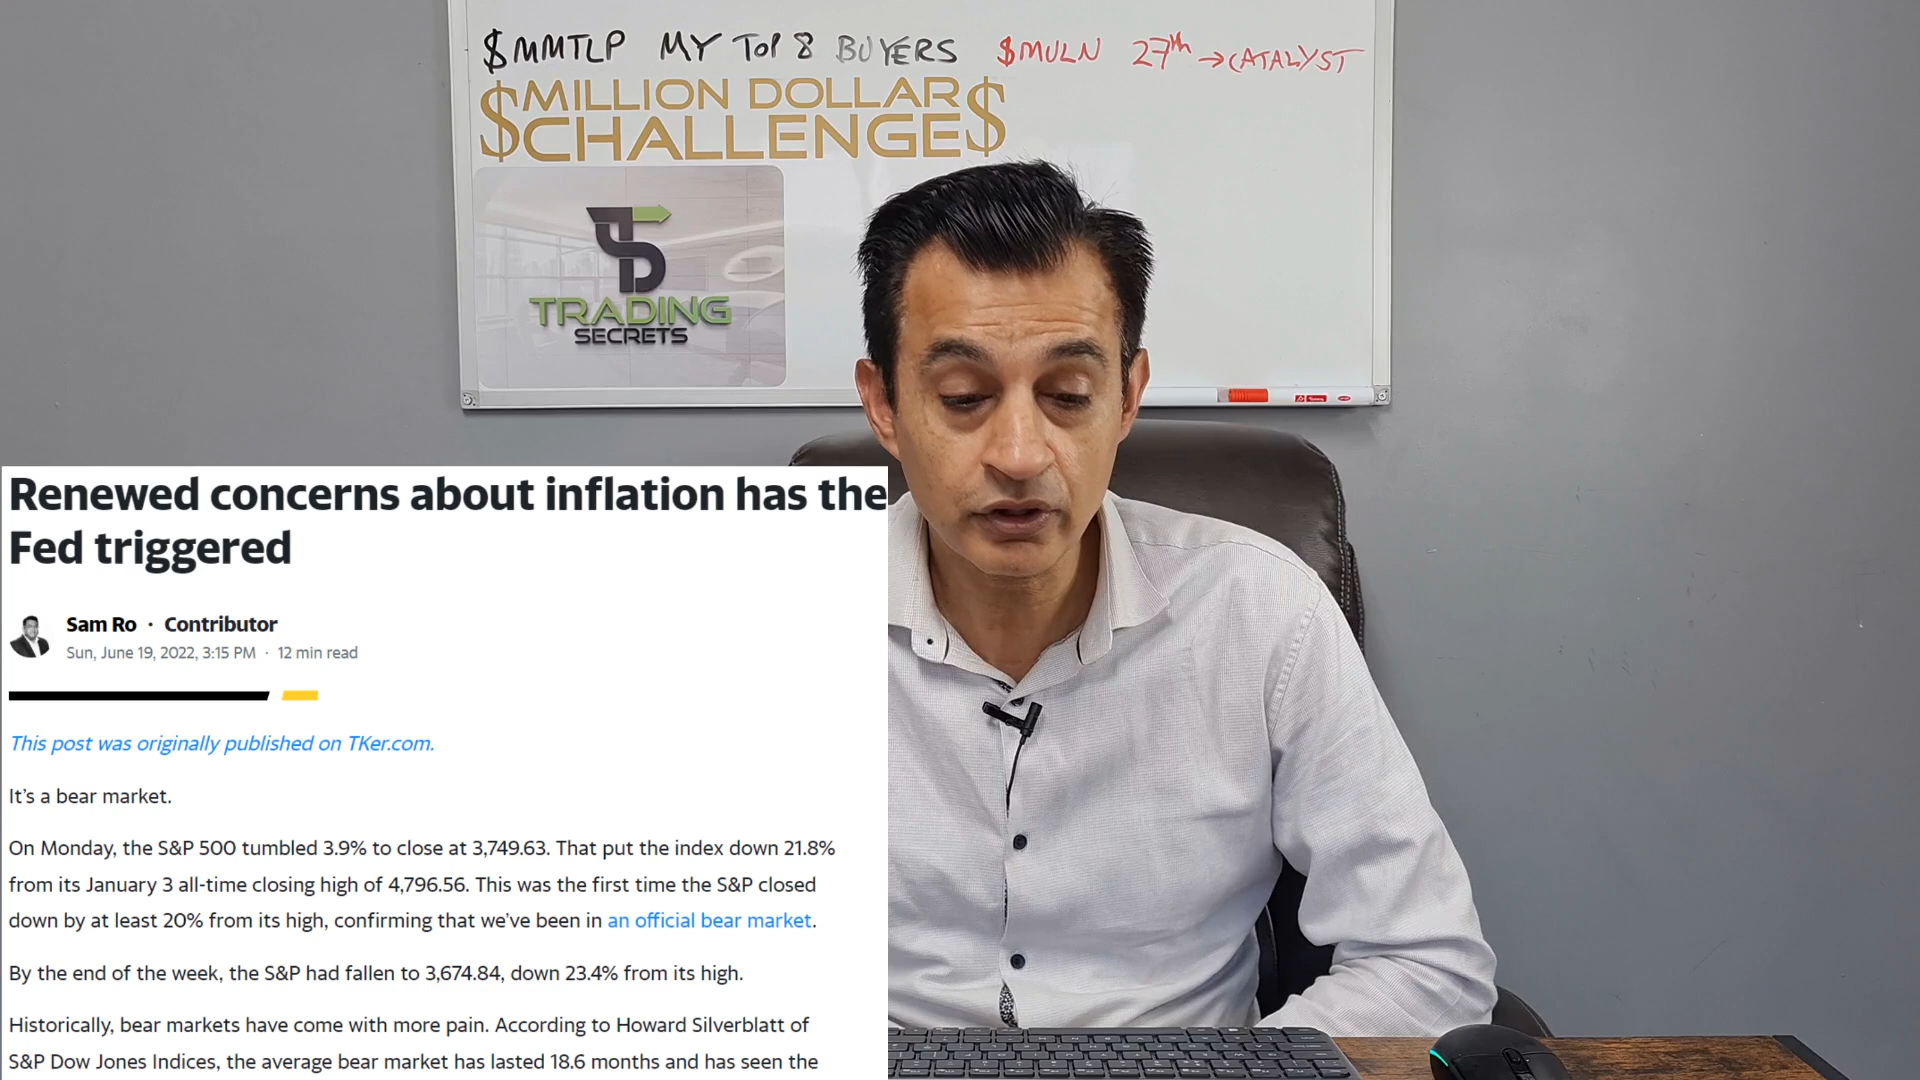 $MMTLP MY TOP 8 BUYERS $MULN 27th → CATALYST
$MILLION DOLLAR$
CHALLENGE
TRADING
SECRETS
Renewed concerns about inflation has the
Fed triggered
Sam Ro · Contributor
Sun, June 19, 2022, 3:15 PM · 12 min read
This post was originally published on TKer.com.
It's a bear market.
On Monday, the S&P 500 tumbled 3.9% to close at 3,749.63. That put the index down 21.8%
from its January 3 all-time closing high of 4,796.56. This was the first time the S&P closed
down by at least 20% from its high, confirming that we've been in an official bear market.
By the end of the week, the S&P had fallen to 3,674.84, down 23.4% from its high.
Historically, bear markets have come with more pain. According to Howard Silverblatt of
S&P Dow Jones Indices, the average bear market has lasted 18.6 months and has seen the